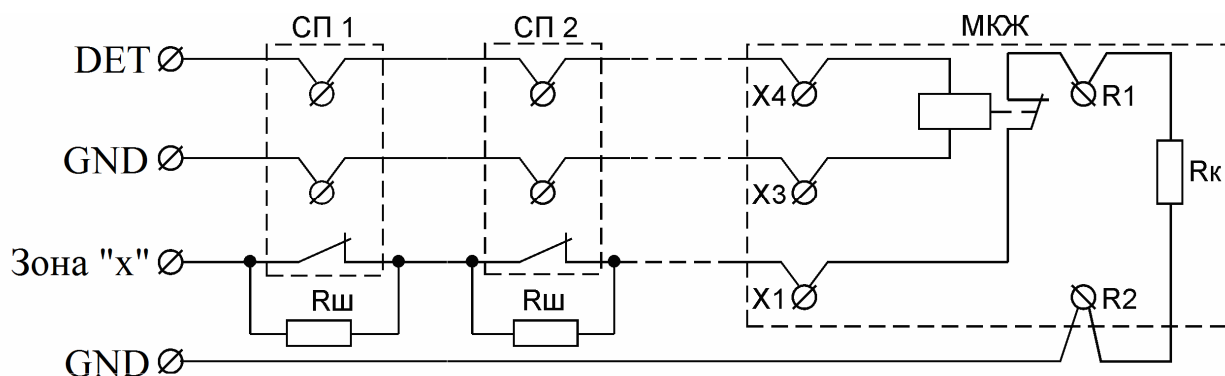 СП 1
СП 2
МКЖ
DET
X4
R1
GND
X3
Rк
Зона "x"
Rш
Rш
X1
R2
GND